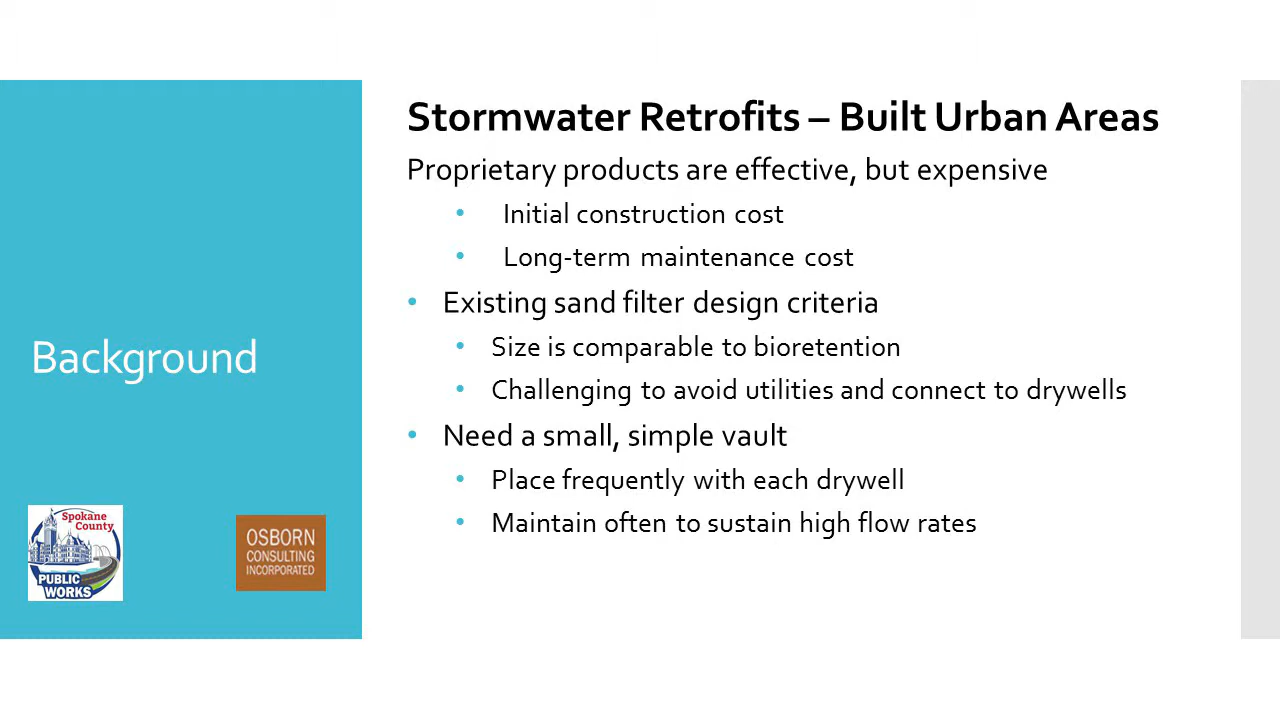 Stormwater Retrofits – Built Urban Areas
Proprietary products are effective, but expensive
• Initial construction cost
• Long-term maintenance cost
• Existing sand filter design criteria
• Size is comparable to bioretention
• Challenging to avoid utilities and connect to drywells
• Need a small, simple vault
• Place frequently with each drywell
• Maintain often to sustain high flow rates
Background
Spokane
County
PUBLIC
WORKS
OSBORN
CONSULTING
INCORPORATED